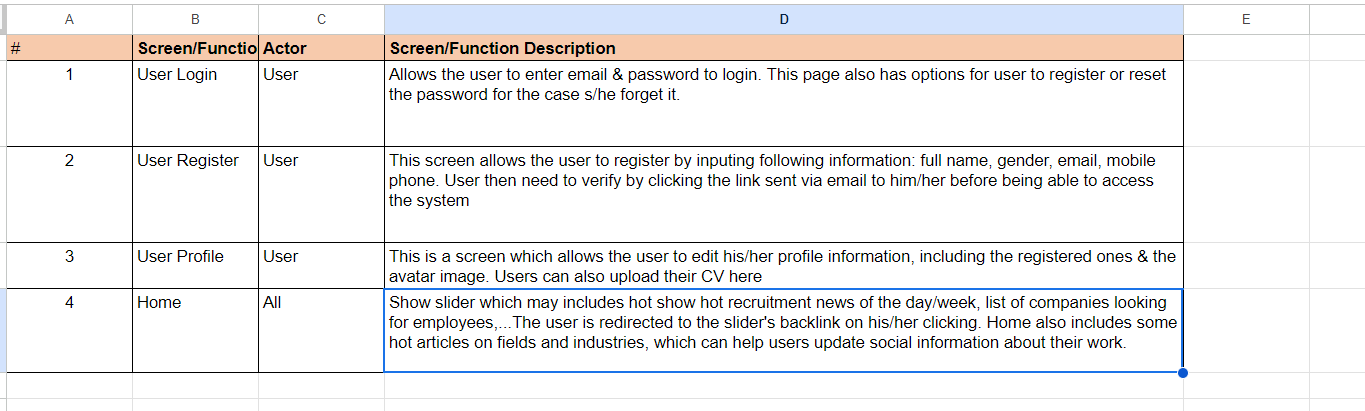 A B C D E
# Screen/Functio Actor Screen/Function Description
1 User Login User Allows the user to enter email & password to login. This page also has options for user to register or reset
the password for the case s/he forget it.
2 User Register User This screen allows the user to register by inputing following information: full name, gender, email, mobile
phone. User then need to verify by clicking the link sent via email to him/her before being able to access
the system
3 User Profile User This is a screen which allows the user to edit his/her profile information, including the registered ones & the
avatar image. Users can also upload their CV here
4 Home All Show slider which may includes hot show hot recruitment news of the day/week, list of companies looking
for employees,...The user is redirected to the slider's backlink on his/her clicking. Home also includes some
hot articles on fields and industries, which can help users update social information about their work.